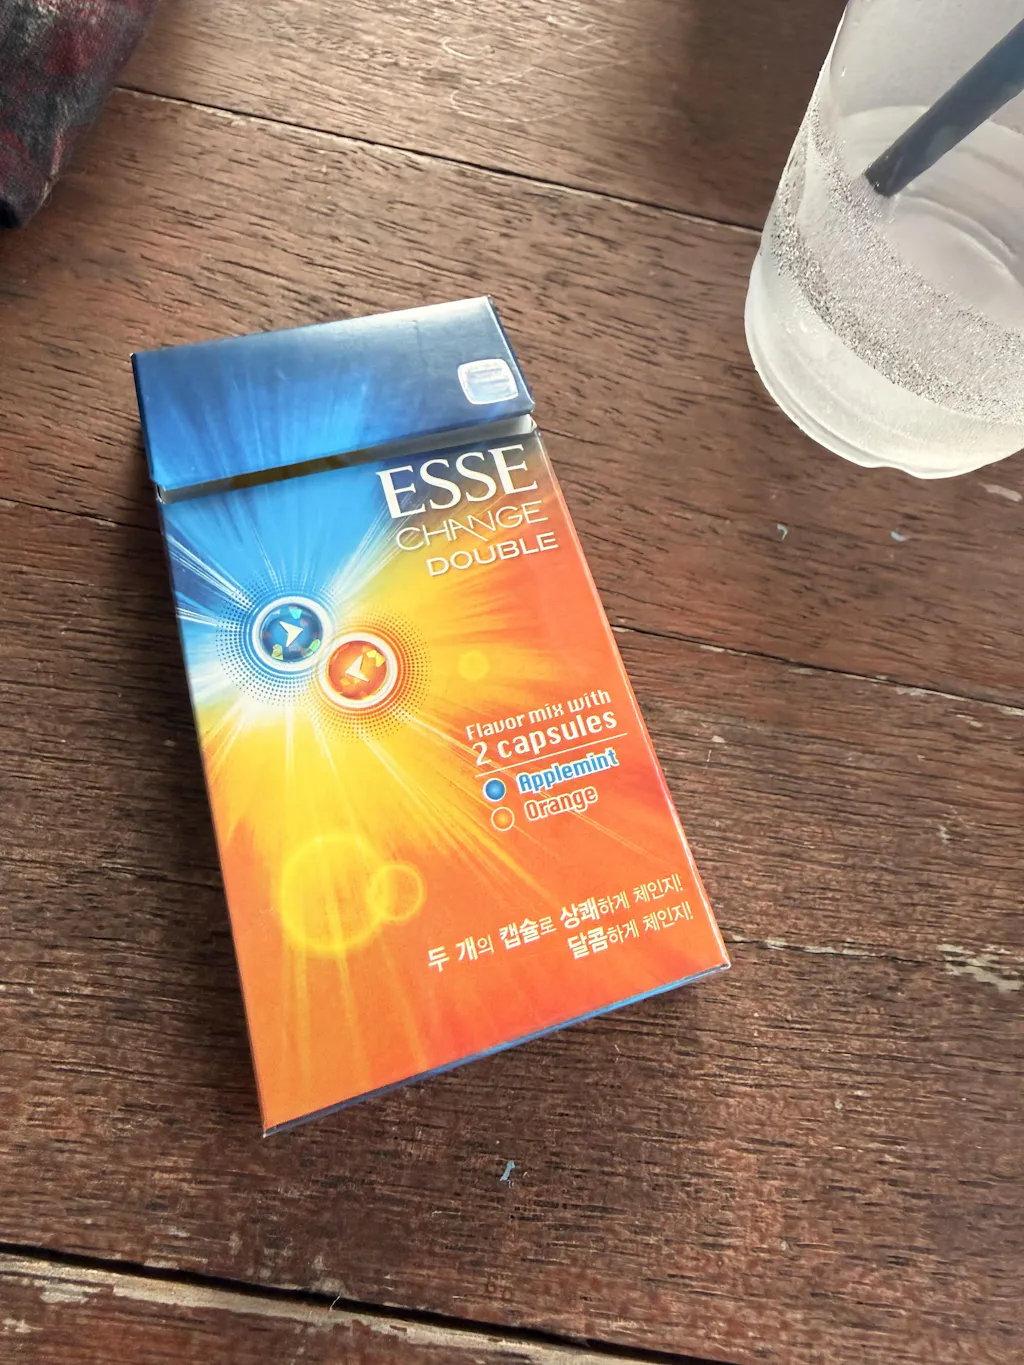 ESSE
CHANGE
DOUBLE
Flavor mix with
2 capsules
Applemint
Orange
두 개의 캡슐로 상쾌하게 체인지!
달콤하게 체인지!